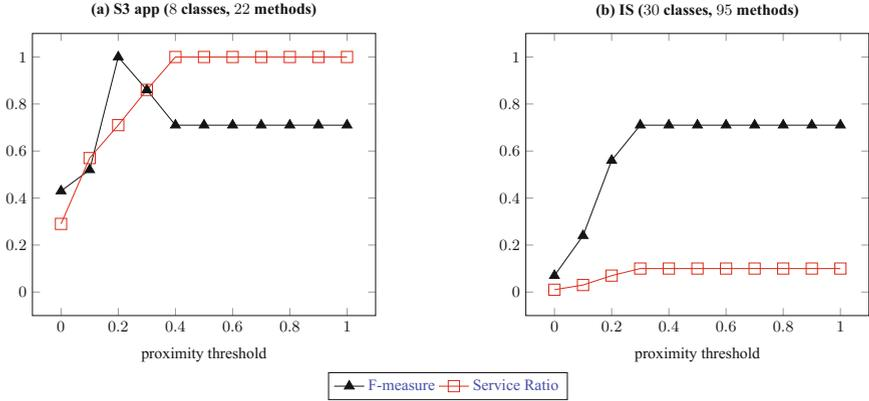 (a) S3 app (8 classes, 22 methods)
1
0.8
0.6
0.4
0.2
0
0 0.2 0.4 0.6 0.8 1
proximity threshold
(b) IS (30 classes, 95 methods)
1
0.8
0.6
0.4
0.2
0
0 0.2 0.4 0.6 0.8 1
proximity threshold
F-measure Service Ratio